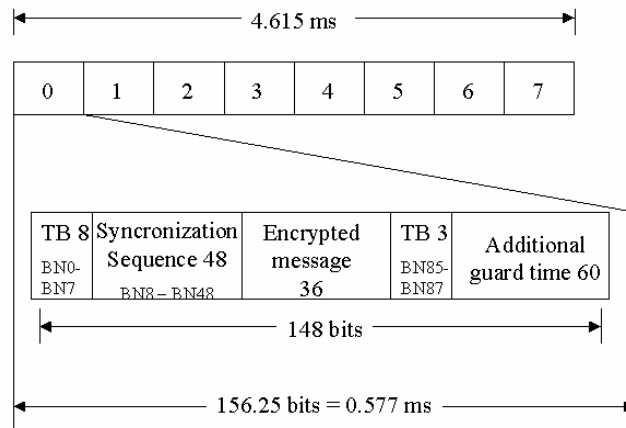 4.615 ms
0 1 2 3 4 5 6 7
TB 8
BN0-
BN7
Syncronization
Sequence 48
BN8 – BN48
Encrypted
message
36
TB 3
BN85-
BN87
Additional
guard time 60
148 bits
156.25 bits = 0.577 ms